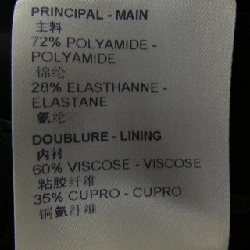 PRINCIPAL - MAIN
主料
72% POLYAMIDE -
POLYAMIDE
锦纶
28% ELASTHANNE -
ELASTANE
氨纶
DOUBLURE - LINING
内衬
60% VISCOSE - VISCOSE
粘胶纤维
35% CUPRO - CUPRO
铜氨纤维